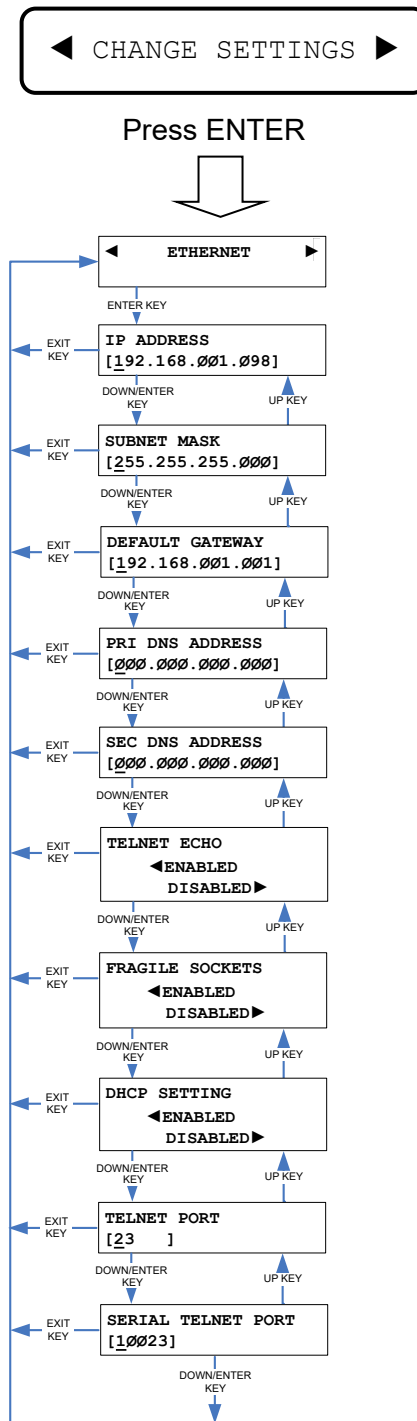 ◄ CHANGE SETTINGS ►
Press ENTER
◄ ETHERNET ►
ENTER KEY
IP ADDRESS
[192.168.ØØ1.Ø98]
EXIT
KEY
DOWN/ENTER
KEY
UP KEY
SUBNET MASK
[255.255.255.ØØØ]
EXIT
KEY
DOWN/ENTER
KEY
UP KEY
DEFAULT GATEWAY
[192.168.ØØ1.ØØ1]
EXIT
KEY
DOWN/ENTER
KEY
UP KEY
PRI DNS ADDRESS
[ØØØ.ØØØ.ØØØ.ØØØ]
EXIT
KEY
DOWN/ENTER
KEY
UP KEY
SEC DNS ADDRESS
[ØØØ.ØØØ.ØØØ.ØØØ]
EXIT
KEY
DOWN/ENTER
KEY
UP KEY
TELNET ECHO
◄ENABLED
DISABLED►
EXIT
KEY
DOWN/ENTER
KEY
UP KEY
FRAGILE SOCKETS
◄ENABLED
DISABLED►
EXIT
KEY
DOWN/ENTER
KEY
UP KEY
DHCP SETTING
◄ENABLED
DISABLED►
EXIT
KEY
DOWN/ENTER
KEY
UP KEY
TELNET PORT
[23   ]
EXIT
KEY
DOWN/ENTER
KEY
UP KEY
SERIAL TELNET PORT
[1ØØ23]
EXIT
KEY
DOWN/ENTER
KEY